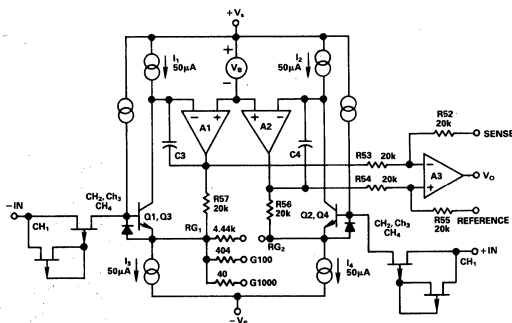 +Vs
I1
50μA
+
VB
−
I2
50μA
− +
A1
+ −
A2
C3
C4
R52
20k
SENSE
R53 20k
R54 20k
−
+
A3
VO
R55
20k
REFERENCE
R57
20k
R56
20k
−IN
CH1
CH2, Ch3
CH4
Q1, Q3
RG1
4.44k
404
G100
40
G1000
RG2
Q2, Q4
CH2, Ch3
CH4
+IN
CH1
I3
50μA
I4
50μA
−VS